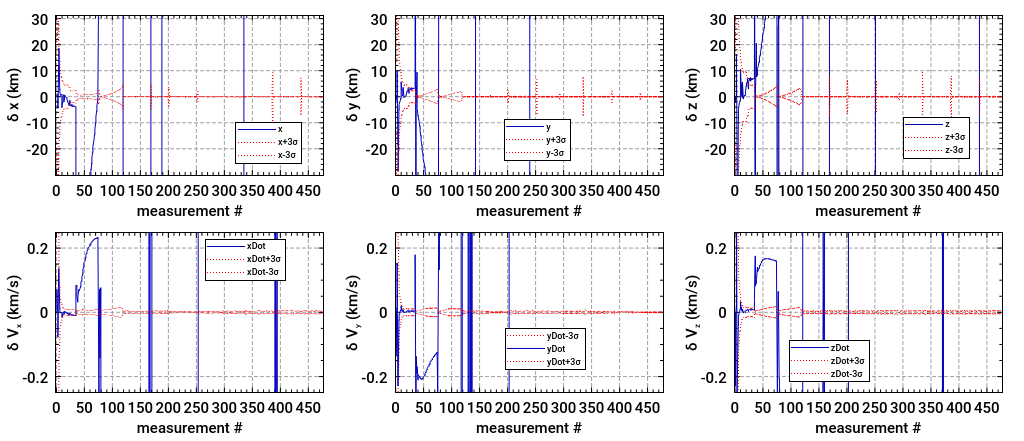 δ x (km)
30
20
10
0
-10
-20
x
x+3σ
x-3σ
0 50 100 150 200 250 300 350 400 450
measurement #
δ y (km)
30
20
10
0
-10
-20
y
y+3σ
y-3σ
0 50 100 150 200 250 300 350 400 450
measurement #
δ z (km)
30
20
10
0
-10
-20
z
z+3σ
z-3σ
0 50 100 150 200 250 300 350 400 450
measurement #
δ Vx (km/s)
0.2
0
-0.2
xDot
xDot+3σ
xDot-3σ
0 50 100 150 200 250 300 350 400 450
measurement #
δ Vy (km/s)
0.2
0
-0.2
yDot-3σ
yDot
yDot+3σ
0 50 100 150 200 250 300 350 400 450
measurement #
δ Vz (km/s)
0.2
0
-0.2
zDot
zDot+3σ
zDot-3σ
0 50 100 150 200 250 300 350 400 450
measurement #